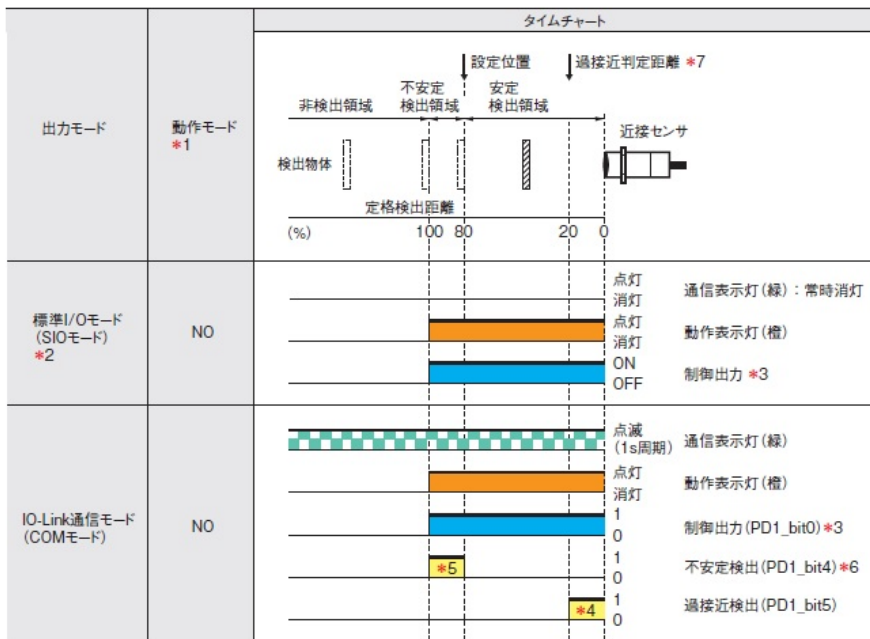 タイムチャート
出力モード
動作モード
*1
設定位置
過接近判定距離 *7
不安定
検出領域
安定
検出領域
非検出領域
近接センサ
検出物体
定格検出距離
(%)
100 80 20 0
標準I/Oモード
(SIOモード)
*2
NO
点灯
消灯
通信表示灯(緑)：常時消灯
点灯
消灯
動作表示灯(橙)
ON
OFF
制御出力 *3
IO-Link通信モード
(COMモード)
NO
点滅
(1s周期)
通信表示灯(緑)
点灯
消灯
動作表示灯(橙)
1
0
制御出力(PD1_bit0)*3
*5
1
0
不安定検出(PD1_bit4)*6
*4
1
0
過接近検出(PD1_bit5)